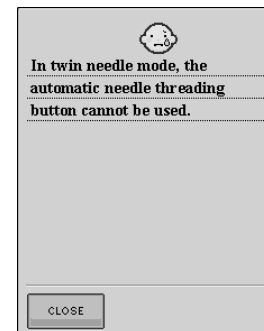 In twin needle mode, the
automatic needle threading
button cannot be used.
CLOSE